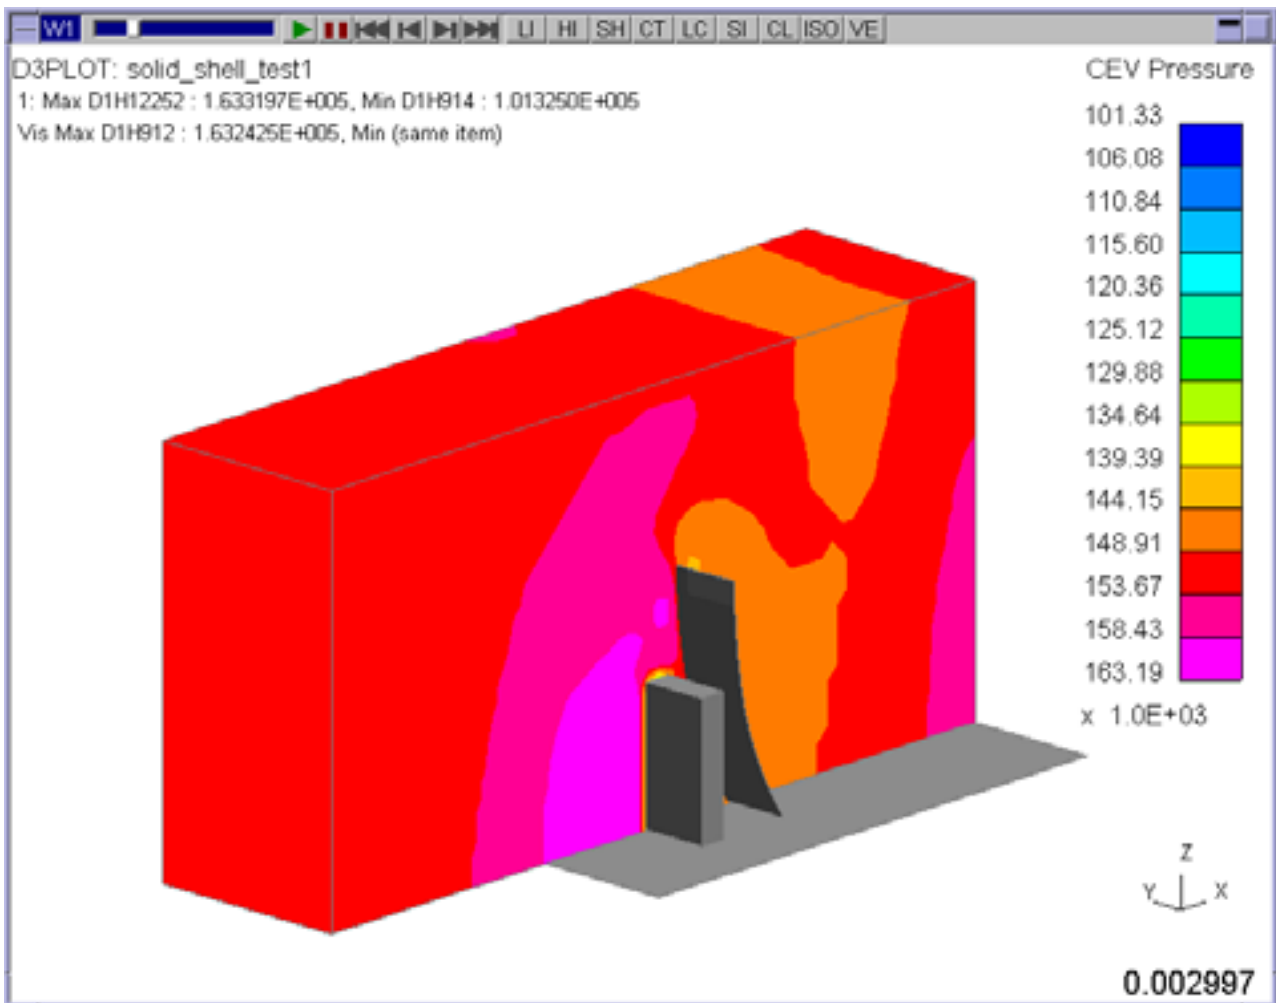 W1 LI HI SH CT LC SI CL ISO VE
D3PLOT: solid_shell_test1
1: Max D1H12252 : 1.633197E+005, Min D1H914 : 1.013250E+005
Vis Max D1H912 : 1.632425E+005, Min (same item)
CEV Pressure
101.33
106.08
110.84
115.60
120.36
125.12
129.88
134.64
139.39
144.15
148.91
153.67
158.43
163.19
x 1.0E+03
Z
Y X
0.002997